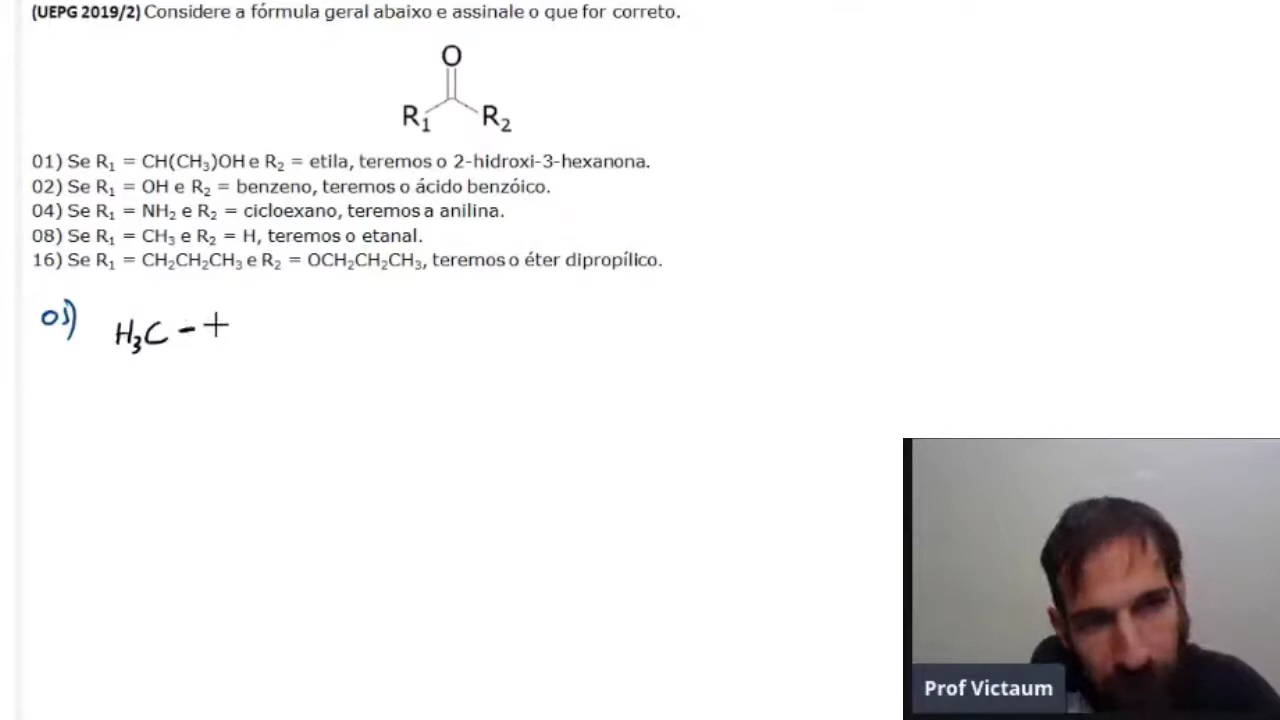 (UEPG 2019/2) Considere a fórmula geral abaixo e assinale o que for correto.
O
R₁ R₂
01) Se R₁ = CH(CH₃)OH e R₂ = etila, teremos o 2-hidroxi-3-hexanona.
02) Se R₁ = OH e R₂ = benzeno, teremos o ácido benzóico.
04) Se R₁ = NH₂ e R₂ = cicloexano, teremos a anilina.
08) Se R₁ = CH₃ e R₂ = H, teremos o etanal.
16) Se R₁ = CH₂CH₂CH₃ e R₂ = OCH₂CH₂CH₃, teremos o éter dipropílico.
01) H₃C - +
Prof Victaum